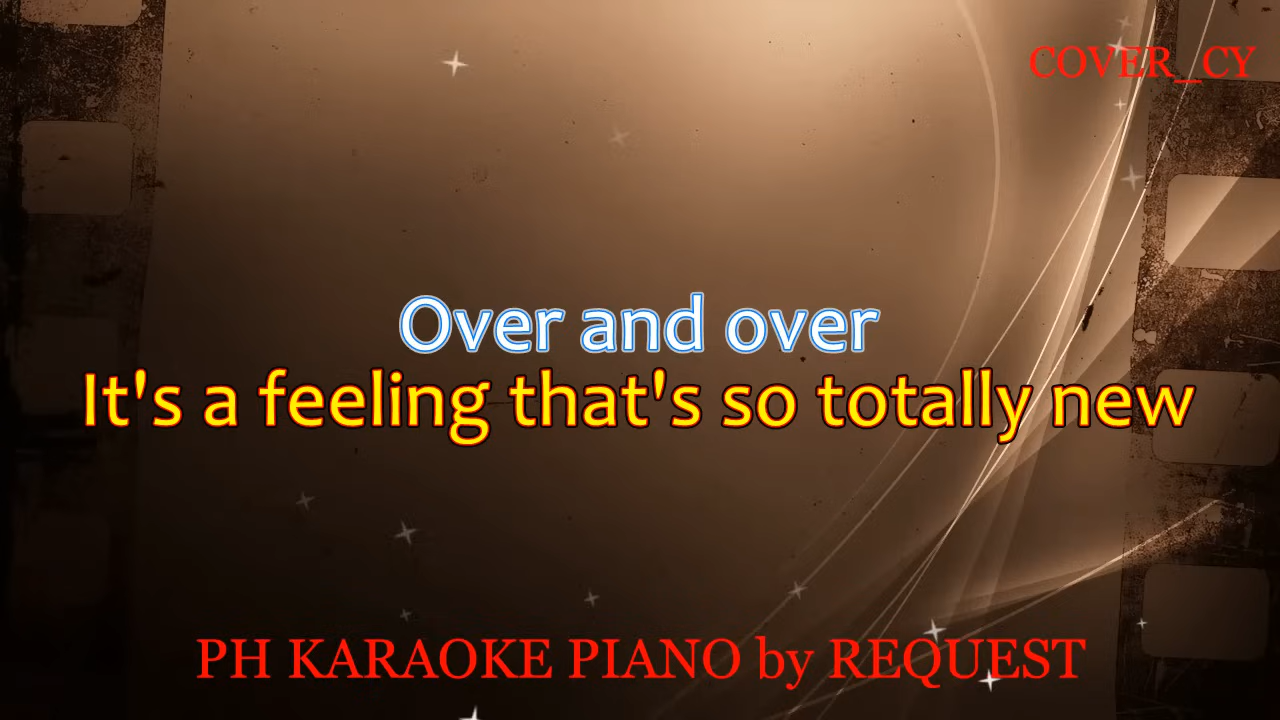 COVER_CY
Over and over
It's a feeling that's so totally new
PH KARAOKE PIANO by REQUEST